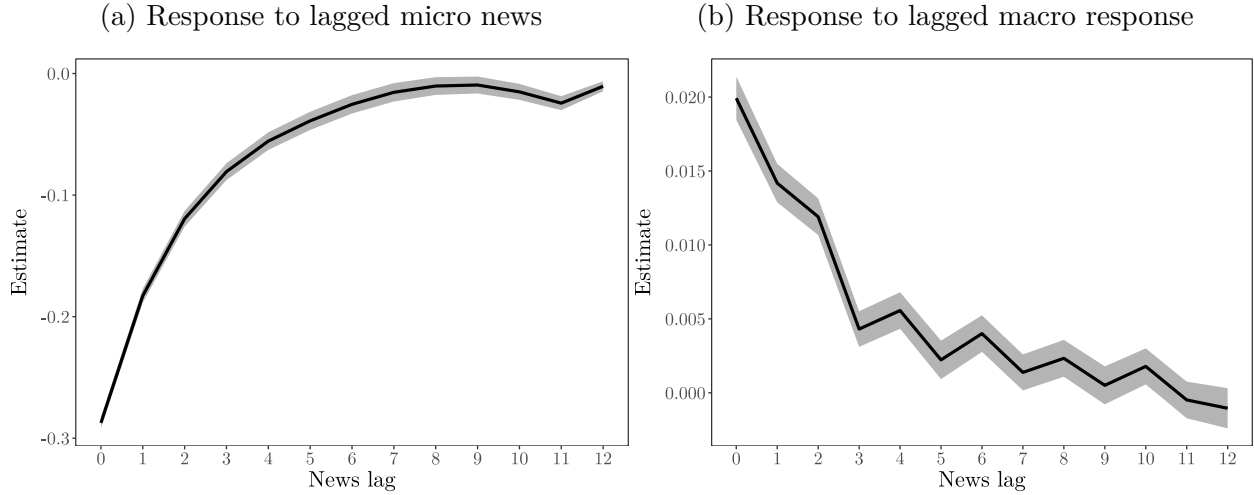 (a) Response to lagged micro news
0.0
-0.1
-0.2
-0.3
Estimate
0 1 2 3 4 5 6 7 8 9 10 11 12
News lag
(b) Response to lagged macro response
0.020
0.015
0.010
0.005
0.000
Estimate
0 1 2 3 4 5 6 7 8 9 10 11 12
News lag